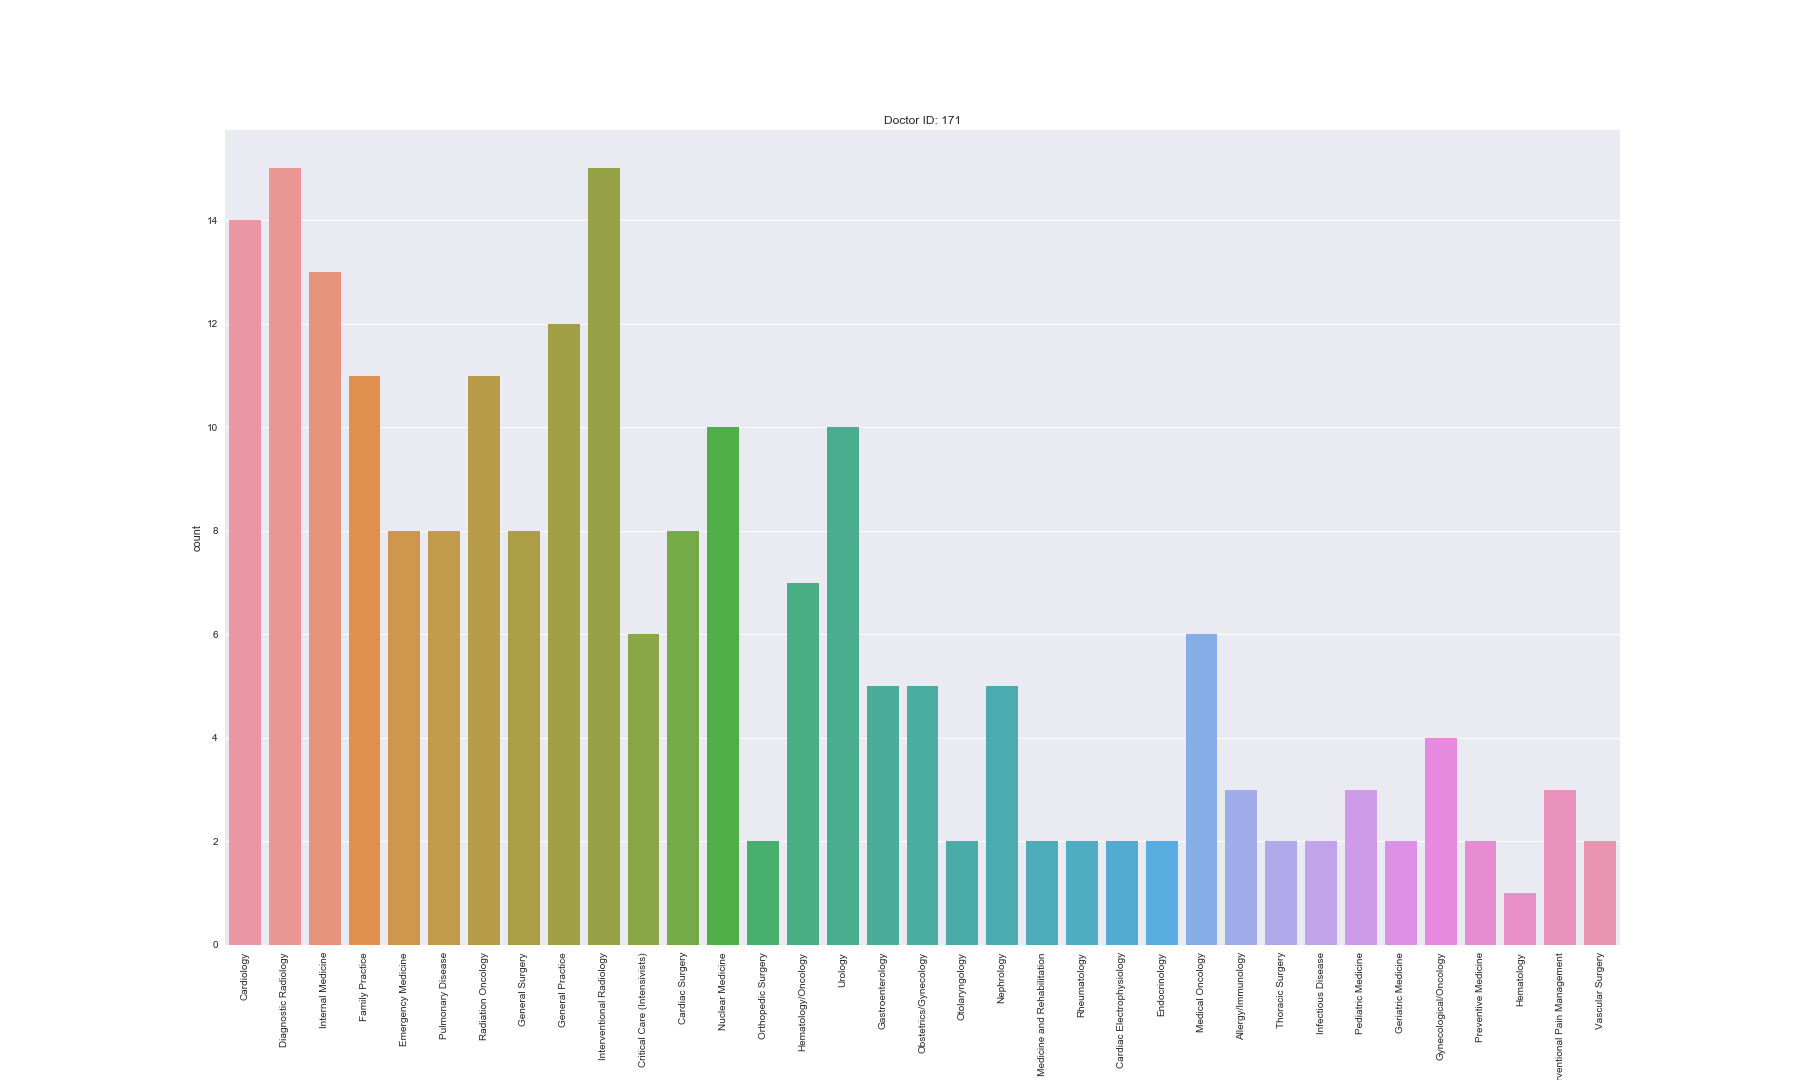 Doctor ID: 171
14
12
10
8
6
4
2
0
count
Cardiology
Diagnostic Radiology
Internal Medicine
Family Practice
Emergency Medicine
Pulmonary Disease
Radiation Oncology
General Surgery
General Practice
Interventional Radiology
Critical Care (Intensivists)
Cardiac Surgery
Nuclear Medicine
Orthopedic Surgery
Hematology/Oncology
Urology
Gastroenterology
Obstetrics/Gynecology
Otolaryngology
Nephrology
Medicine and Rehabilitation
Rheumatology
Cardiac Electrophysiology
Endocrinology
Medical Oncology
Allergy/Immunology
Thoracic Surgery
Infectious Disease
Pediatric Medicine
Geriatric Medicine
Gynecological/Oncology
Preventive Medicine
Hematology
rventional Pain Management
Vascular Surgery